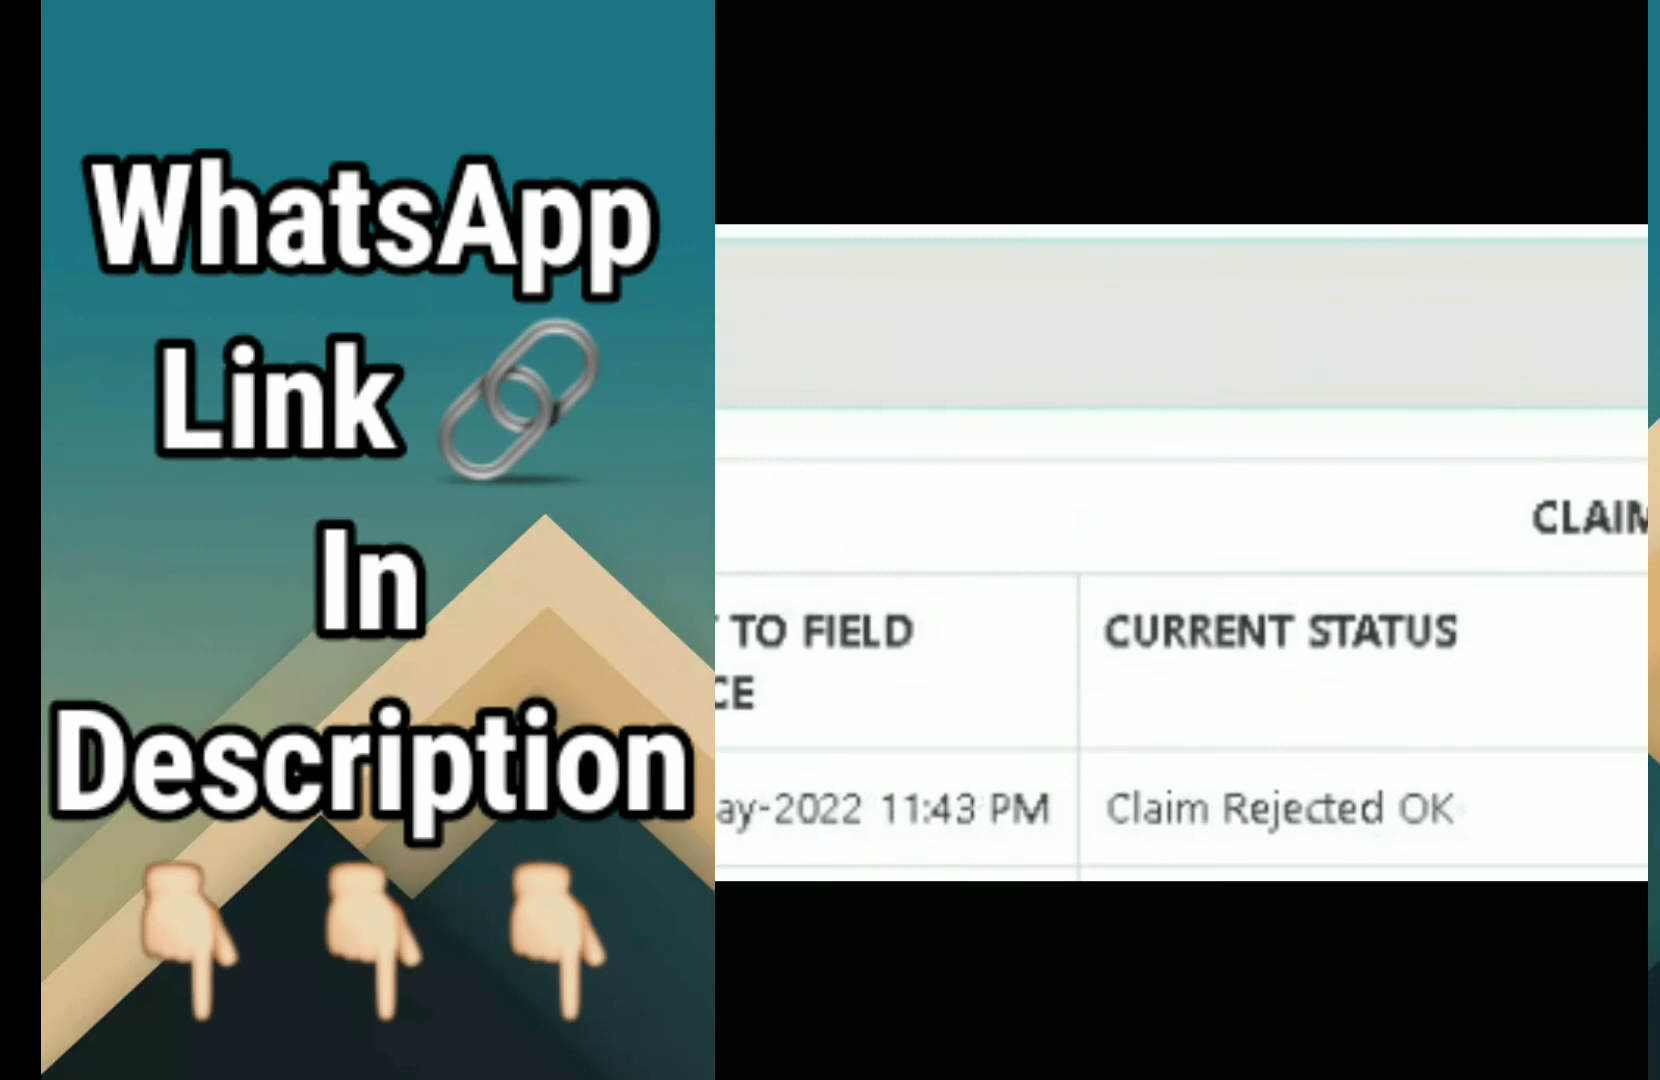 WhatsApp
Link
In
Description
CLAIM
TO FIELD
CE
CURRENT STATUS
ay-2022 11:43 PM
Claim Rejected OK